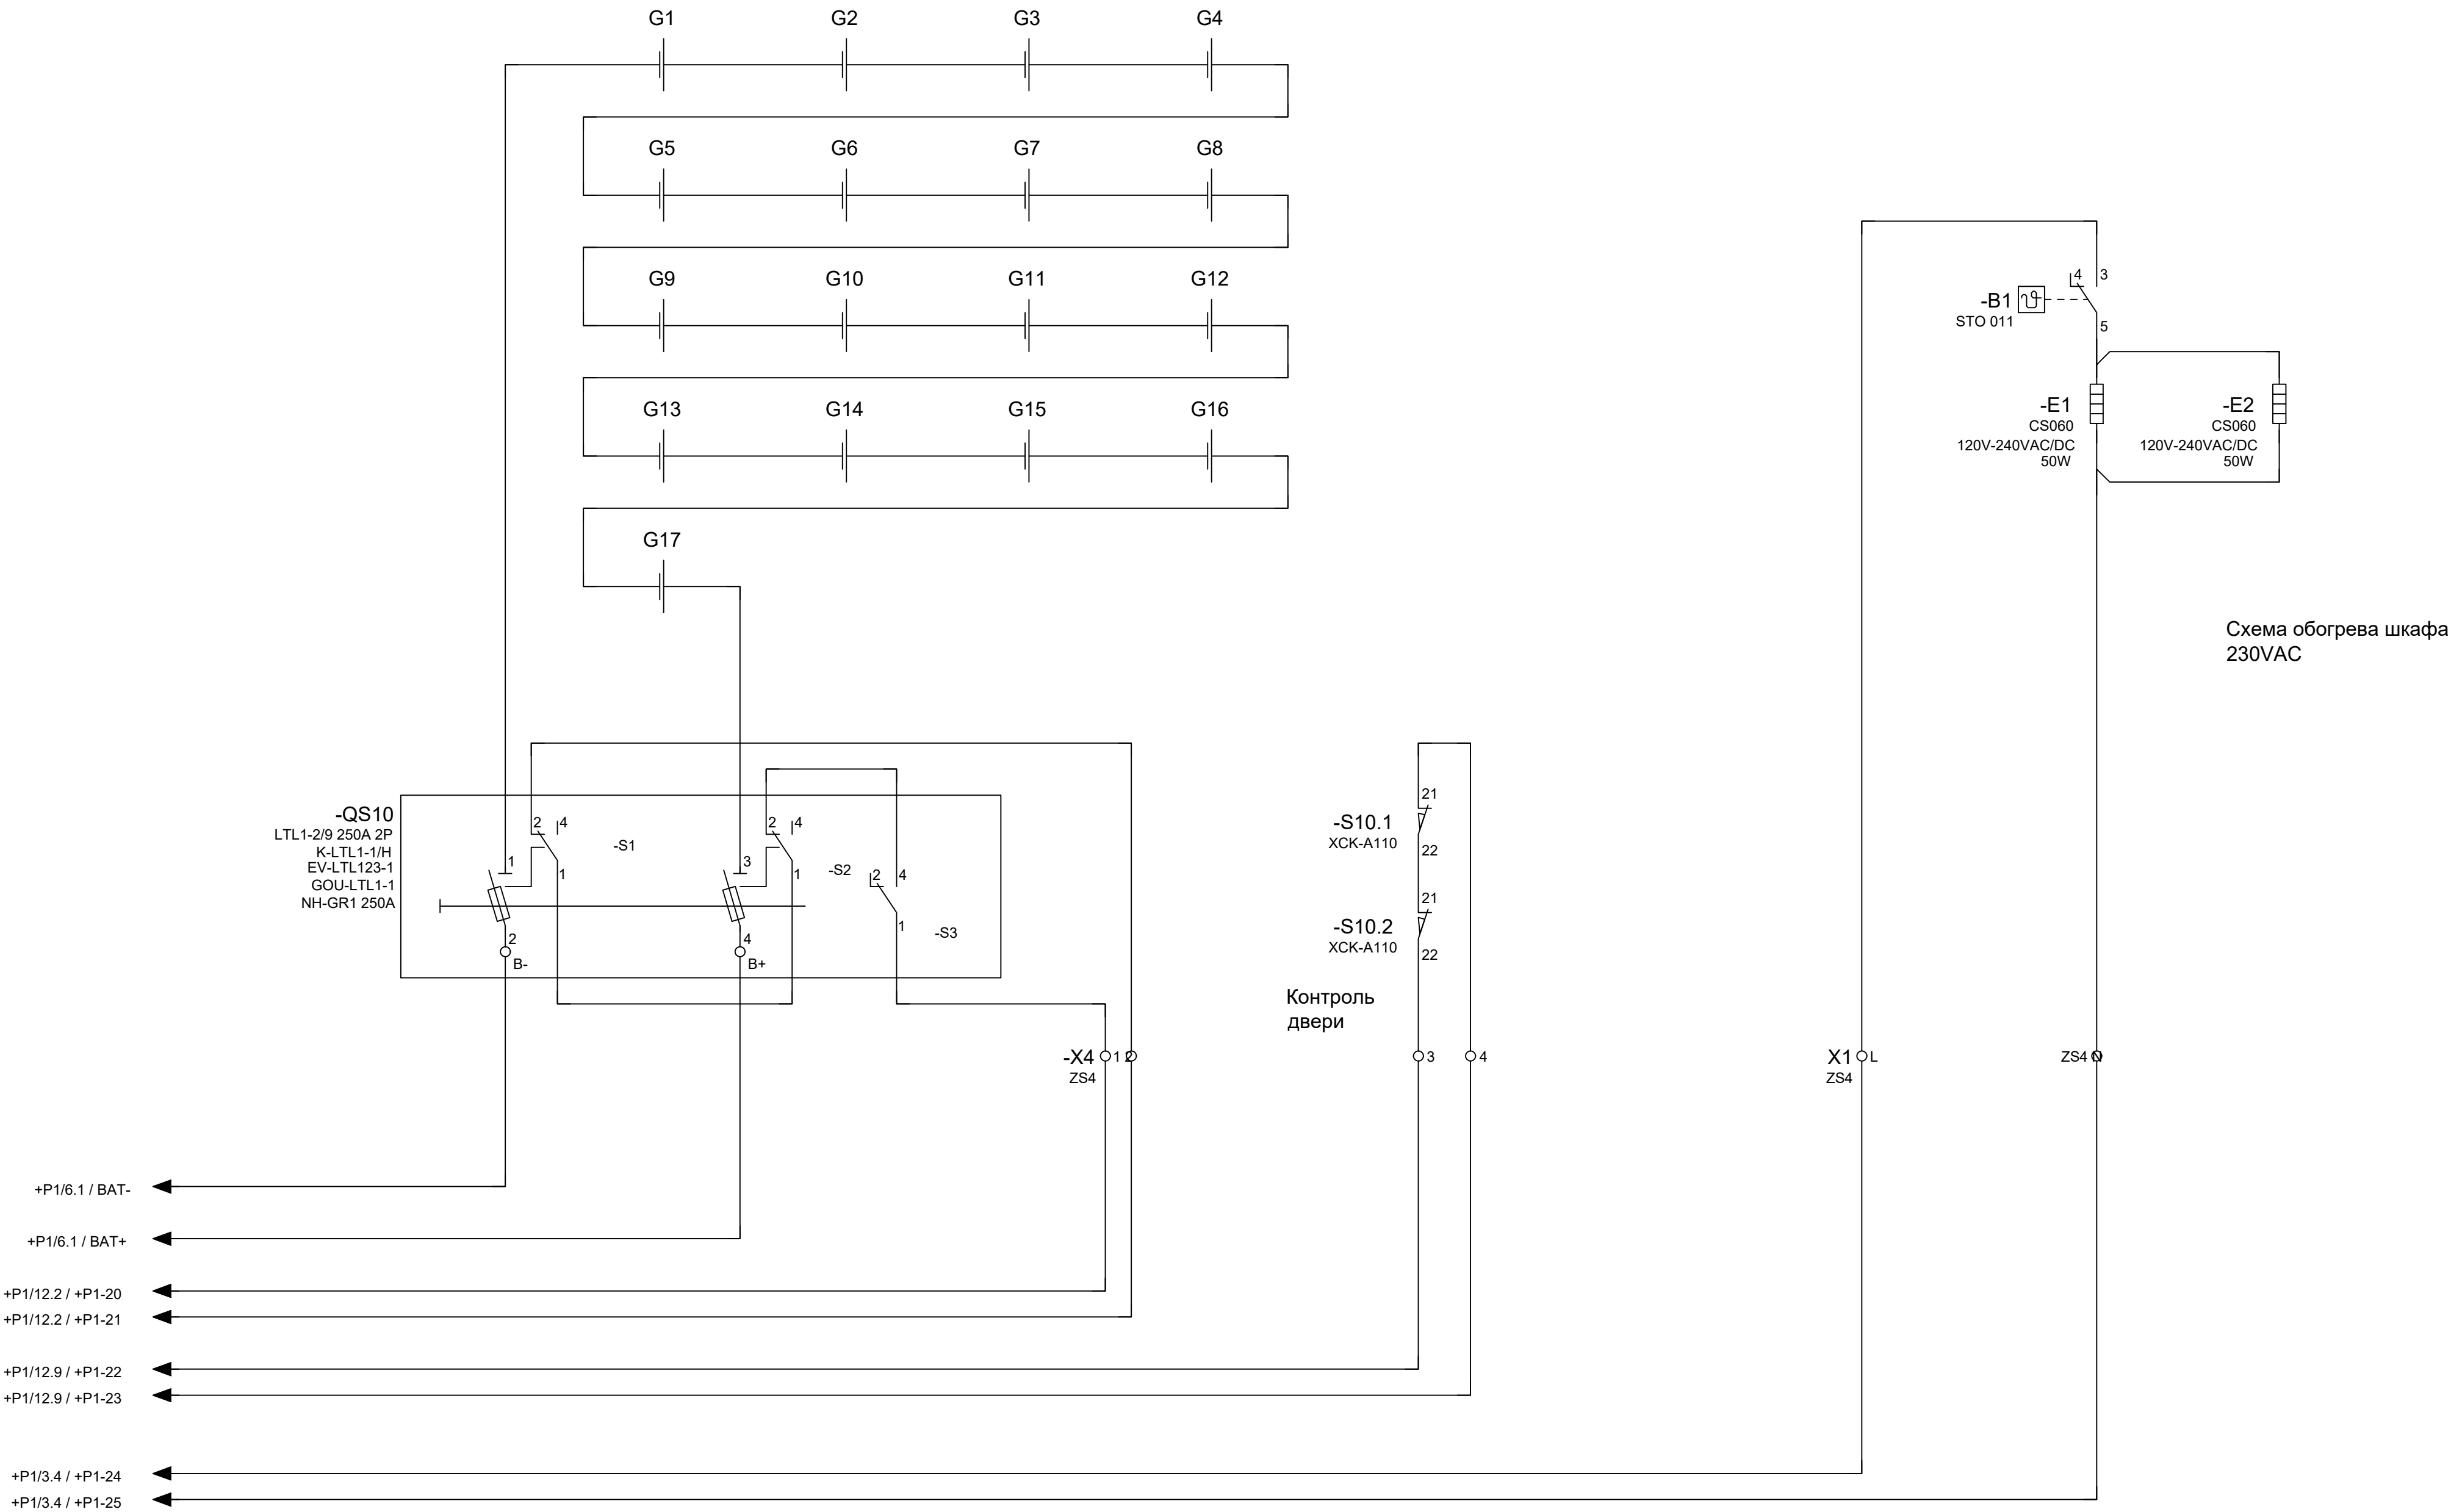 G1 G2 G3 G4
G5 G6 G7 G8
G9 G10 G11 G12
G13 G14 G15 G16
G17
-QS10
LTL1-2/9 250A 2P
K-LTL1-1/H
EV-LTL123-1
GOU-LTL1-1
NH-GR1 250A
1
2
B-
2 4
1
-S1
3
4
B+
2 4
1
-S2
2 4
1
-S3
-X4
ZS4
1 2
-S10.1
XCK-A110
21
22
-S10.2
XCK-A110
21
22
Контроль
двери
3 4
-B1
STO 011
4 3
5
-E1
CS060
120V-240VAC/DC
50W
-E2
CS060
120V-240VAC/DC
50W
Схема обогрева шкафа
230VAC
X1 L
ZS4
ZS4 N
+P1/6.1 / BAT-
+P1/6.1 / BAT+
+P1/12.2 / +P1-20
+P1/12.2 / +P1-21
+P1/12.9 / +P1-22
+P1/12.9 / +P1-23
+P1/3.4 / +P1-24
+P1/3.4 / +P1-25